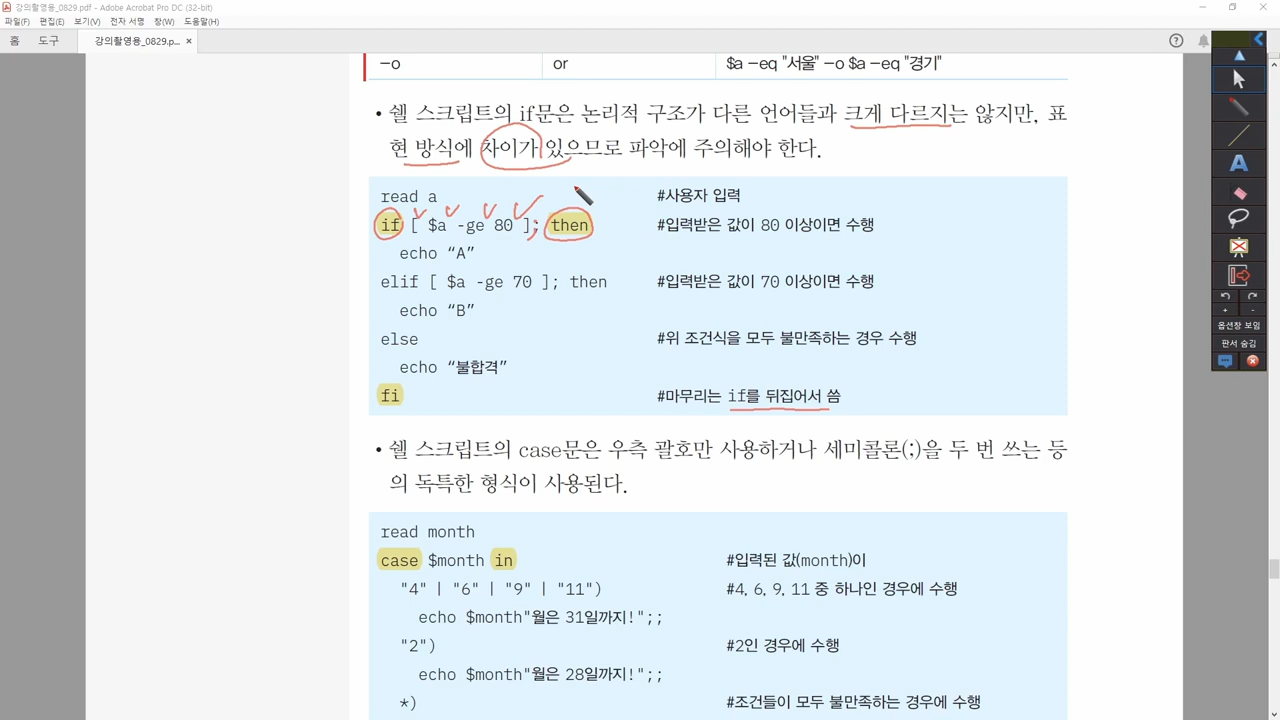 강의촬영용_0829.pdf - Adobe Acrobat Pro DC (32-bit)
파일(F) 편집(E) 보기(V) 전자 서명 창(W) 도움말(H)
홈 도구 강의촬영용_0829.p... ×
-o or $a -eq "서울" -o $a -eq "경기"
• 쉘 스크립트의 if문은 논리적 구조가 다른 언어들과 크게 다르지는 않지만, 표
현 방식에 차이가 있으므로 파악에 주의해야 한다.
read a #사용자 입력
if [ $a -ge 80 ]; then #입력받은 값이 80 이상이면 수행
echo “A”
elif [ $a -ge 70 ]; then #입력받은 값이 70 이상이면 수행
echo “B”
else #위 조건식을 모두 불만족하는 경우 수행
echo “불합격”
fi #마무리는 if를 뒤집어서 씀
• 쉘 스크립트의 case문은 우측 괄호만 사용하거나 세미콜론(;)을 두 번 쓰는 등
의 독특한 형식이 사용된다.
read month
case $month in #입력된 값(month)이
"4" | "6" | "9" | "11") #4, 6, 9, 11 중 하나인 경우에 수행
echo $month"월은 31일까지!";;
"2") #2인 경우에 수행
echo $month"월은 28일까지!";;
*) #조건들이 모두 불만족하는 경우에 수행
A
+ -
옵션창 보임
판서 숨김